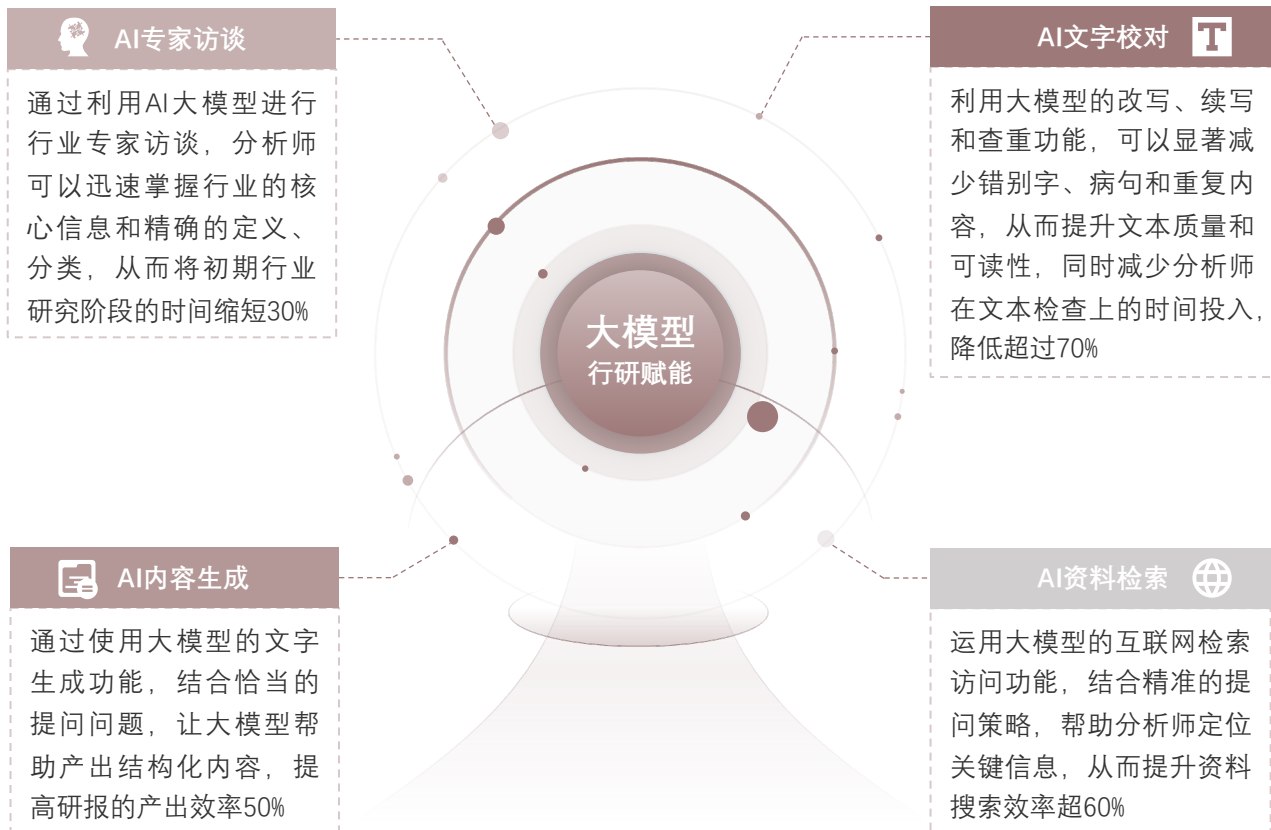 AI专家访谈
通过利用AI大模型进行
行业专家访谈，分析师
可以迅速掌握行业的核
心信息和精确的定义、
分类，从而将初期行业
研究阶段的时间缩短30%
AI文字校对
利用大模型的改写、续写
和查重功能，可以显著减
少错别字、病句和重复内
容，从而提升文本质量和
可读性，同时减少分析师
在文本检查上的时间投入，
降低超过70%
大模型
行研赋能
AI内容生成
通过使用大模型的文字
生成功能，结合恰当的
提问问题，让大模型帮
助产出结构化内容，提
高研报的产出效率50%
AI资料检索
运用大模型的互联网检索
访问功能，结合精准的提
问策略，帮助分析师定位
关键信息，从而提升资料
搜索效率超60%